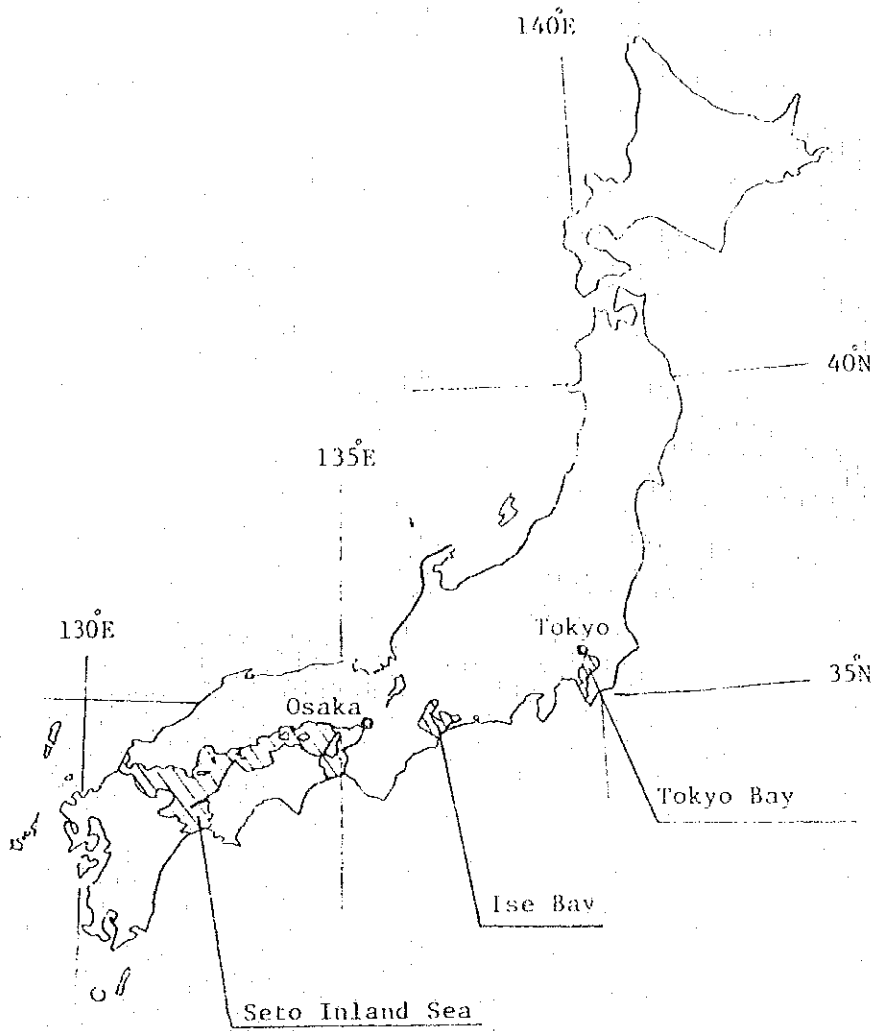 140°E
40°N
135°E
130°E
Tokyo
35°N
Osaka
Tokyo Bay
Ise Bay
Seto Inland Sea